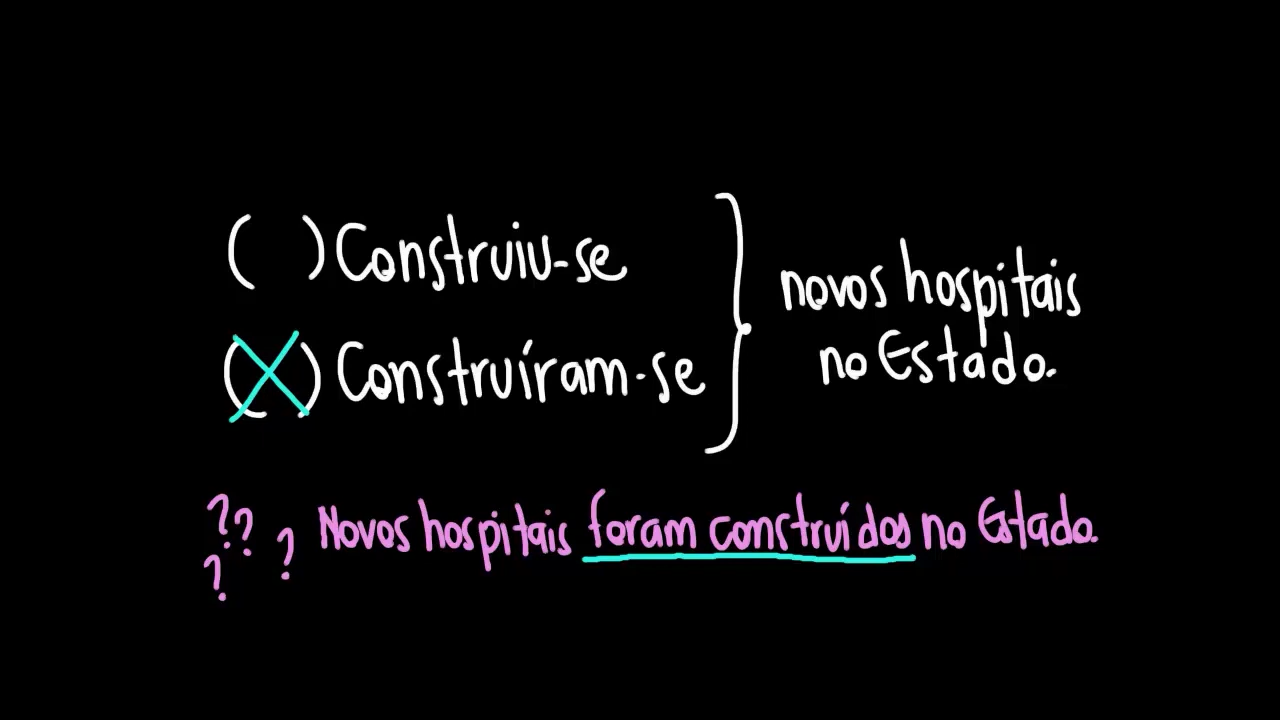 ( ) Construiu-se
(X) Construíram-se
novos hospitais
no Estado.
???? Novos hospitais foram construídos no Estado.